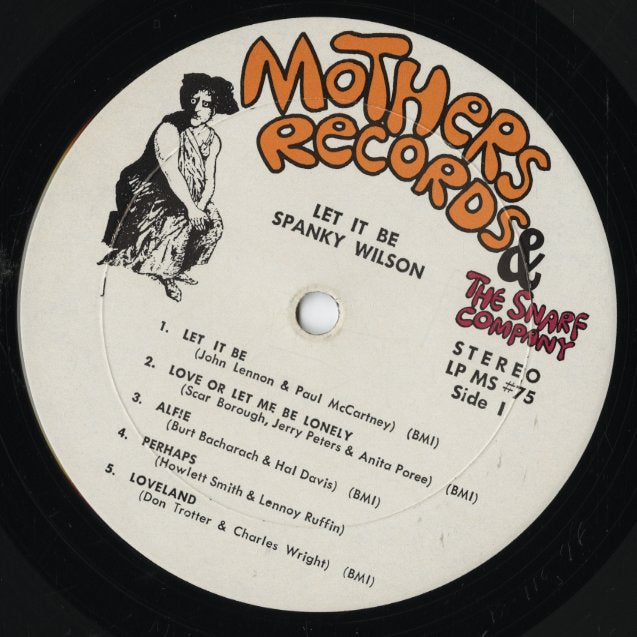 MOTHERS
RECORDS
&
THE SNARF
COMPANY
LET IT BE
SPANKY WILSON
STEREO
LP MS #75
Side 1
1. LET IT BE
(John Lennon & Paul McCartney) (BMI)
2. LOVE OR LET ME BE LONELY
(Scar Borough, Jerry Peters & Anita Poree) (BMI)
3. ALFIE
(Burt Bacharach & Hal Davis) (BMI)
4. PERHAPS
(Howlett Smith & Lennoy Ruffin)
5. LOVELAND
(Don Trotter & Charles Wright) (BMI)